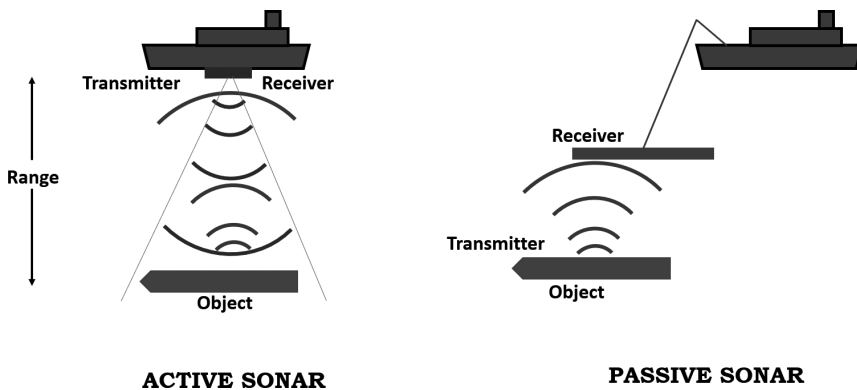 Transmitter
Receiver
Range
Object
ACTIVE SONAR
Receiver
Transmitter
Object
PASSIVE SONAR